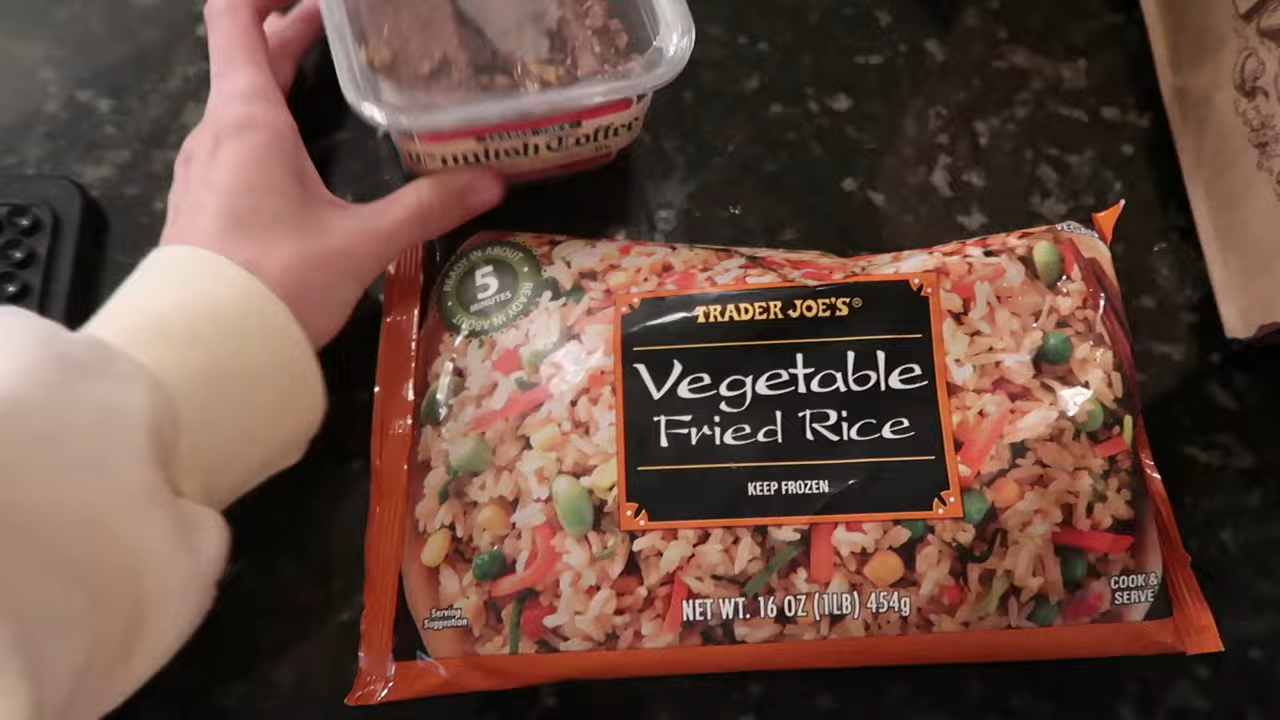 English Toffee
READY IN ABOUT
5
MINUTES
READY IN ABOUT
VEGAN
TRADER JOE'S®
Vegetable
Fried Rice
KEEP FROZEN
NET WT. 16 OZ (1LB) 454g
COOK &
SERVE
Serving
Suggestion